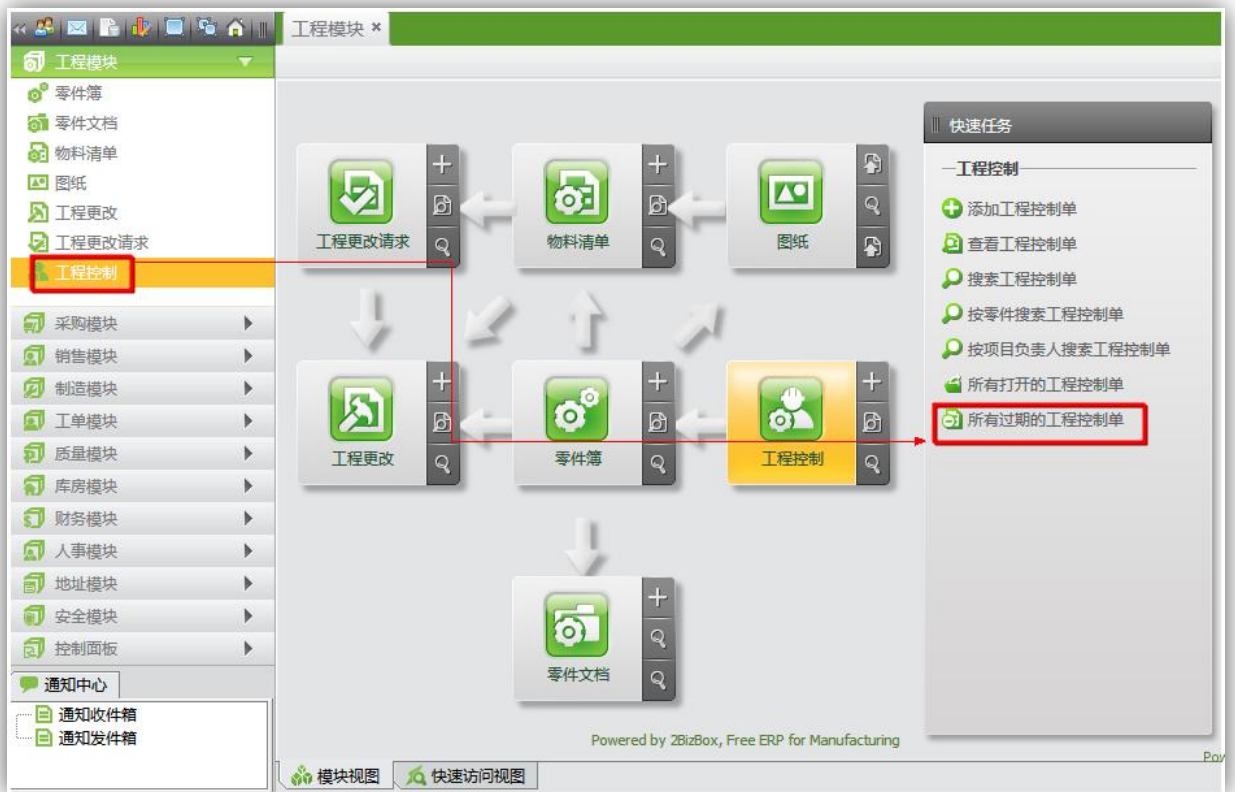 工程模块
工程模块
零件簿
零件文档
物料清单
图纸
工程更改
工程更改请求
工程控制
采购模块
销售模块
制造模块
工单模块
质量模块
库房模块
财务模块
人事模块
地址模块
安全模块
控制面板
通知中心
通知收件箱
通知发件箱
工程更改请求
物料清单
图纸
工程更改
零件簿
工程控制
零件文档
Powered by 2BizBox, Free ERP for Manufacturing
模块视图
快速访问视图
快速任务
工程控制
添加工程控制单
查看工程控制单
搜索工程控制单
按零件搜索工程控制单
按项目负责人搜索工程控制单
所有打开的工程控制单
所有过期的工程控制单
Pov